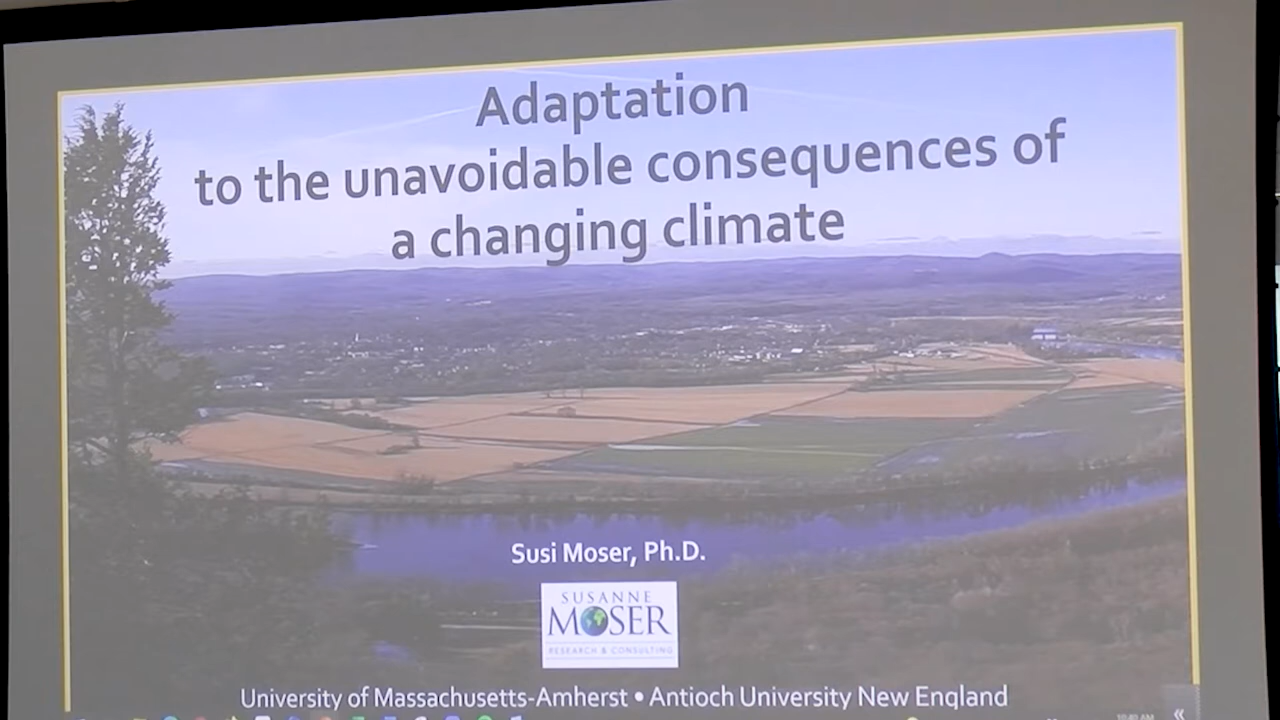 Adaptation
to the unavoidable consequences of
a changing climate
Susi Moser, Ph.D.
SUSANNE
MOSER
RESEARCH & CONSULTING
University of Massachusetts-Amherst • Antioch University New England